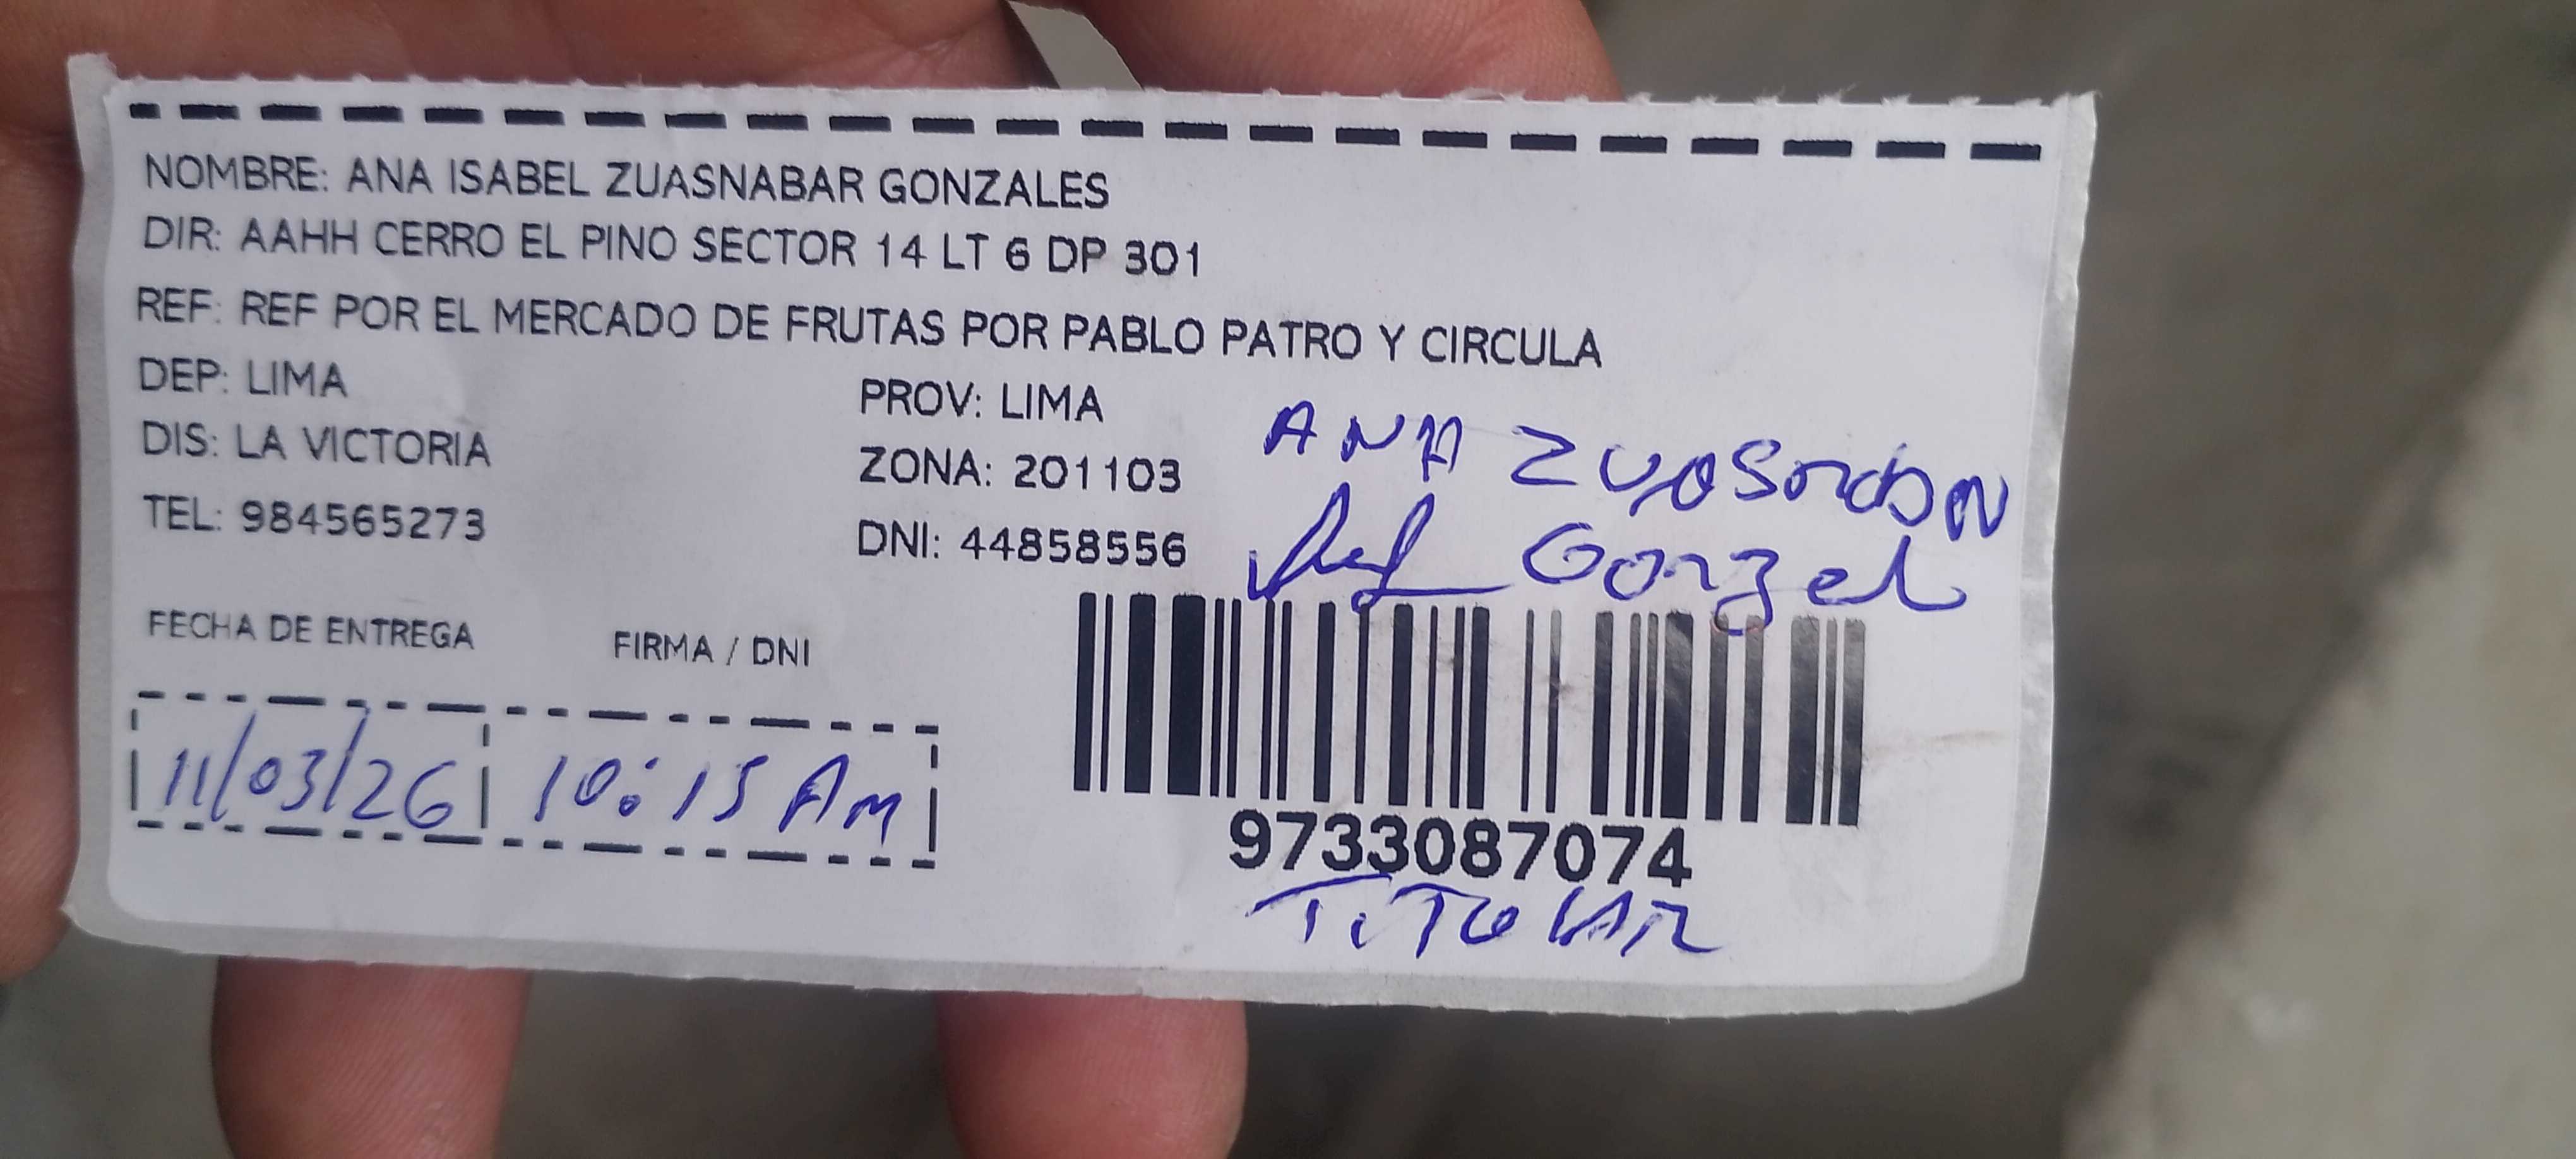 NOMBRE: ANA ISABEL ZUASNABAR GONZALES
DIR: AAHH CERRO EL PINO SECTOR 14 LT 6 DP 301
REF: REF POR EL MERCADO DE FRUTAS POR PABLO PATRO Y CIRCULA
DEP: LIMA
PROV: LIMA
DIS: LA VICTORIA
ZONA: 201103
TEL: 984565273
DNI: 44858556
ANA
Gonzal
FECHA DE ENTREGA
FIRMA / DNI
11/03/26
10:15 AM
9733087074
TITULAR